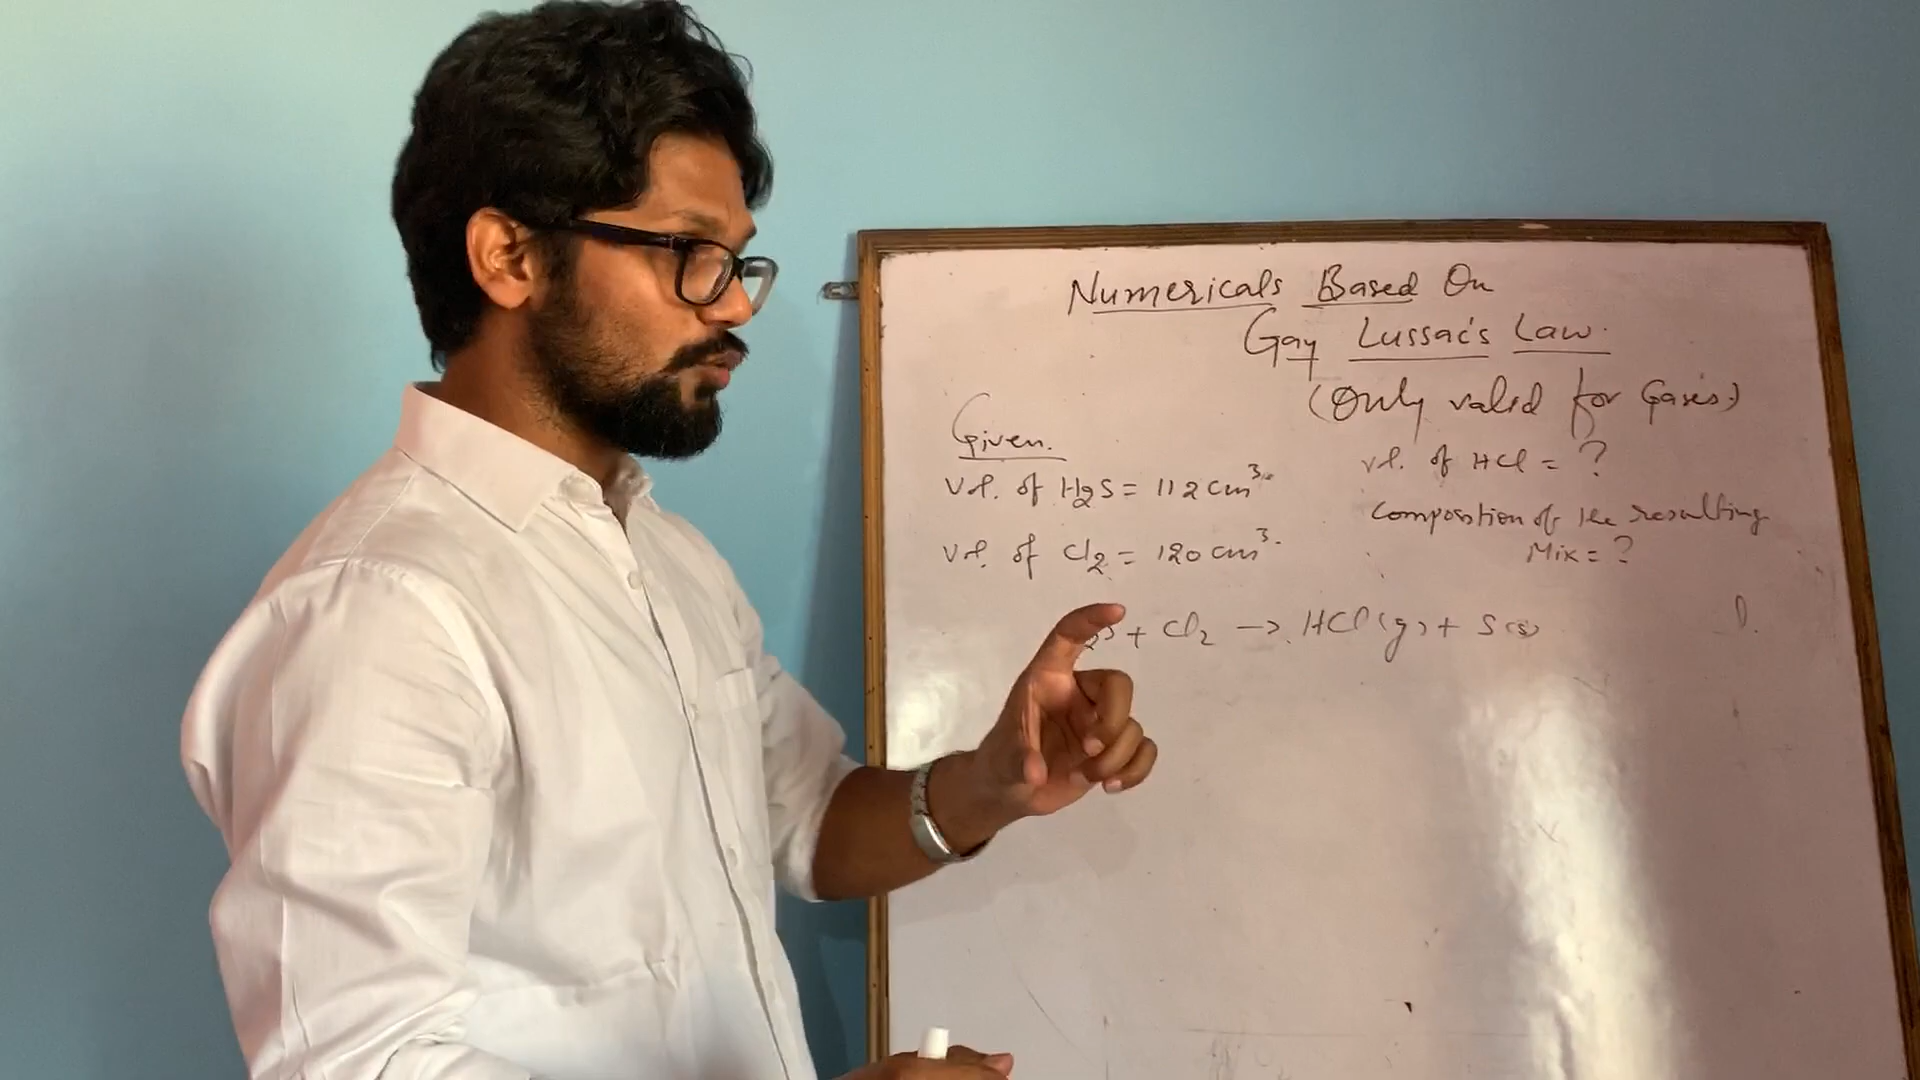 Numericals Based On
Gay Lussac's Law.
(Only valid for Gases.)
Given.
vol. of H2S = 112 cm3.
vol. of Cl2 = 120 cm3.
vol. of HCl = ?
Composition of the resulting
Mix = ?
2S + Cl2 → HCl(g) + S(s)